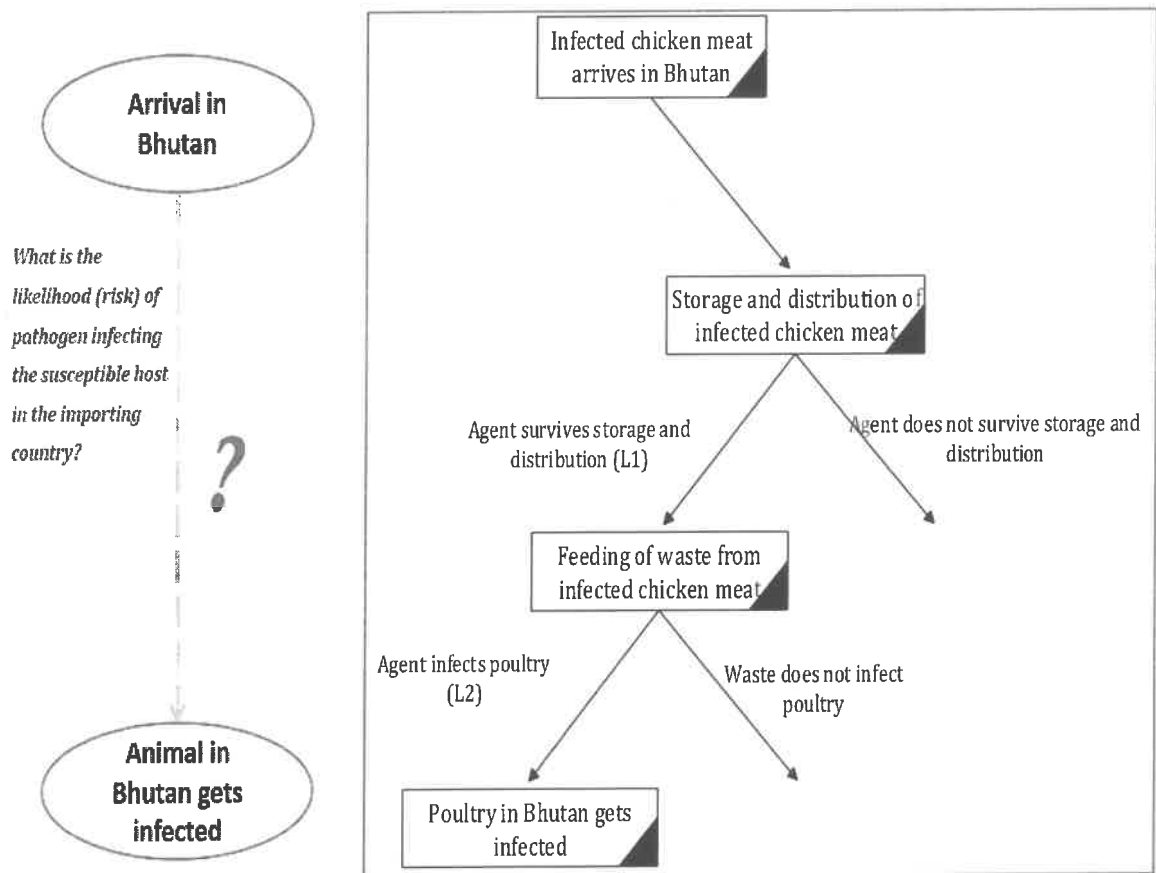 Arrival in
Bhutan
What is the
likelihood (risk) of
pathogen infecting
the susceptible host
in the importing
country?
?
Animal in
Bhutan gets
infected
Infected chicken meat
arrives in Bhutan
Storage and distribution of
infected chicken meat
Agent survives storage and
distribution (L1)
Agent does not survive storage and
distribution
Feeding of waste from
infected chicken meat
Agent infects poultry
(L2)
Waste does not infect
poultry
Poultry in Bhutan gets
infected